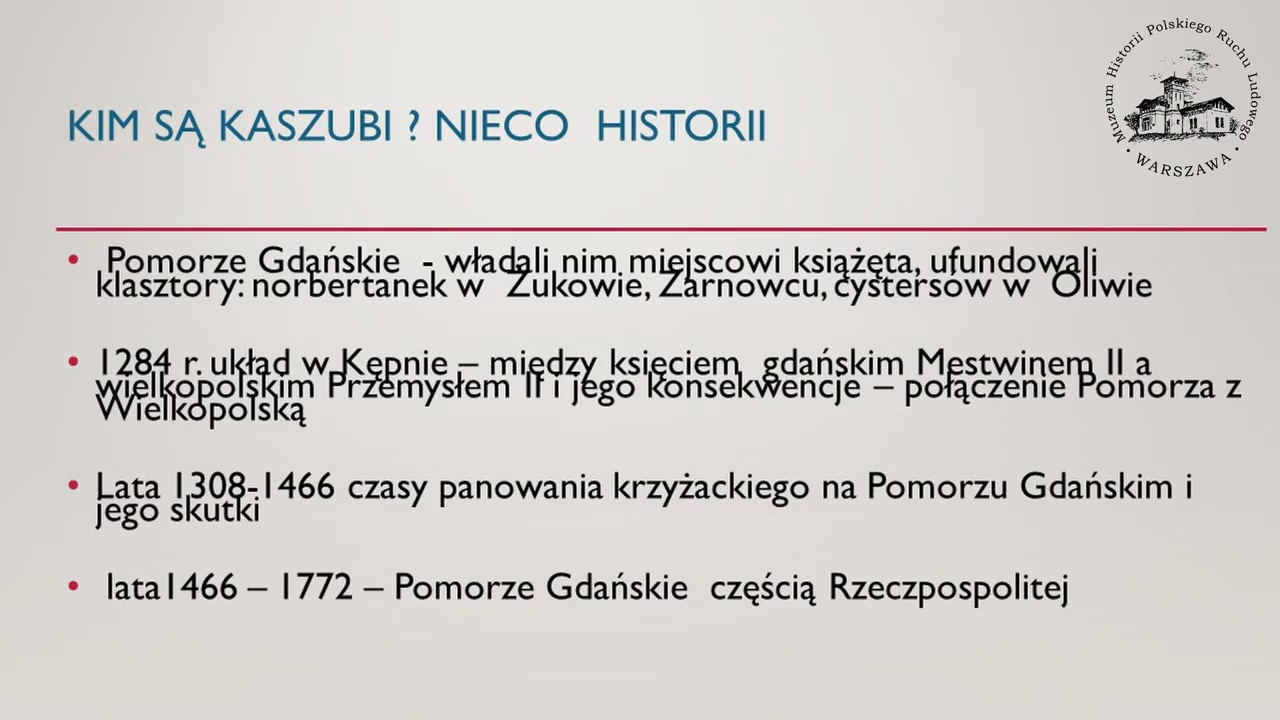 Muzeum Historii Polskiego Ruchu Ludowego
• WARSZAWA •
KIM SĄ KASZUBI ? NIECO HISTORII
• Pomorze Gdańskie - władali nim miejscowi książęta, ufundowali
klasztory: norbertanek w Żukowie, Żarnowcu, cystersów w Oliwie
• 1284 r. układ w Kępnie – między księciem gdańskim Mestwinem II a
wielkopolskim Przemysłem II i jego konsekwencje – połączenie Pomorza z
Wielkopolską
• Lata 1308-1466 czasy panowania krzyżackiego na Pomorzu Gdańskim i
jego skutki
• lata1466 – 1772 – Pomorze Gdańskie częścią Rzeczpospolitej